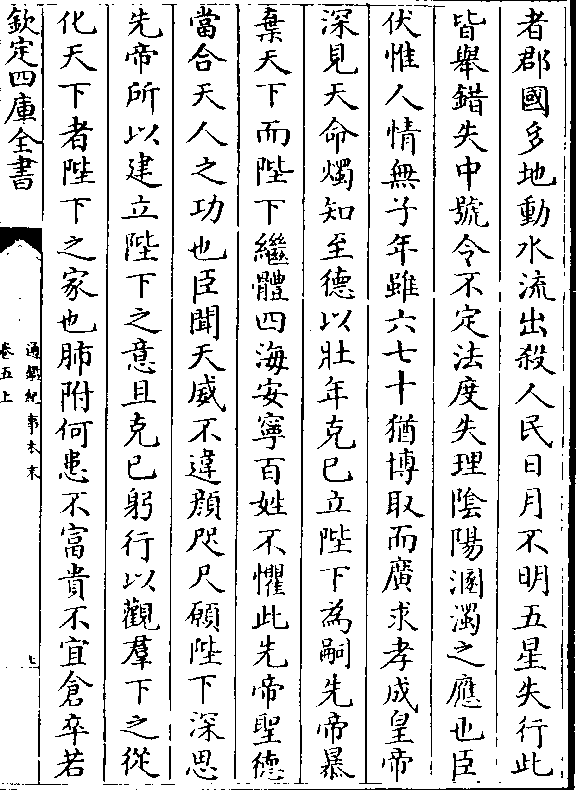 者郡國多地動水流出殺人民日月不明五星失行此
皆舉錯失中號令不定法度失理陰陽溷濁之應也臣
伏惟人情無子年雖六七十猶博取而廣求孝成皇帝
深見天命燭知至德以壯年克已立陛下為嗣先帝暴
棄天下而陛下繼體四海安寧百姓不懼此先帝聖德
當合天人之功也臣聞天威不違顔咫尺願陛下深思
先帝所以建立陛下之意且克已躬行以觀羣下之從
化天下者陛下之家也肺附何患不富貴不宜倉卒若
欽定四庫全書
通鑑紀事本末
卷五上